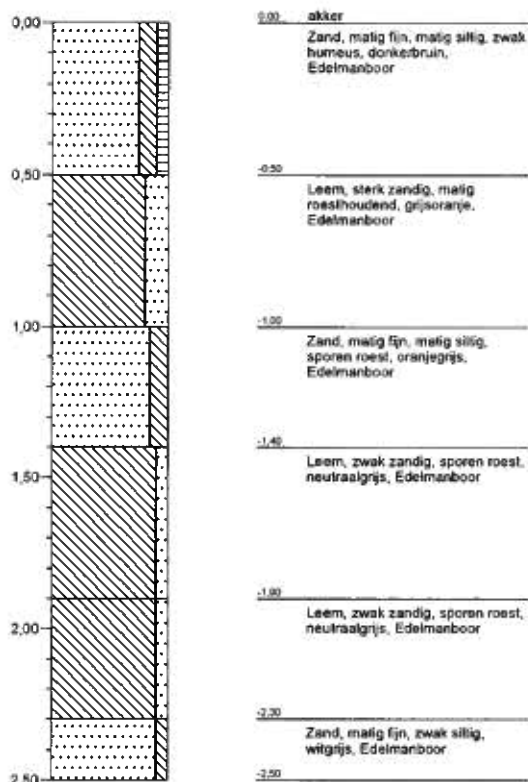 0,00
0,50
1,00
1,50
2,00
2,50
0,00 akker
Zand, matig fijn, matig siltig, zwak
humeus, donkerbruin,
Edelmanboor
-0,50
Leem, sterk zandig, matig
roesthoudend, grijsoranje,
Edelmanboor
-1,00
Zand, matig fijn, matig siltig,
sporen roest, oranjegrijs,
Edelmanboor
-1,40
Leem, zwak zandig, sporen roest,
neutraalgrijs, Edelmanboor
-1,90
Leem, zwak zandig, sporen roest,
neutraalgrijs, Edelmanboor
-2,30
Zand, matig fijn, zwak siltig,
witgrijs, Edelmanboor
-2,50